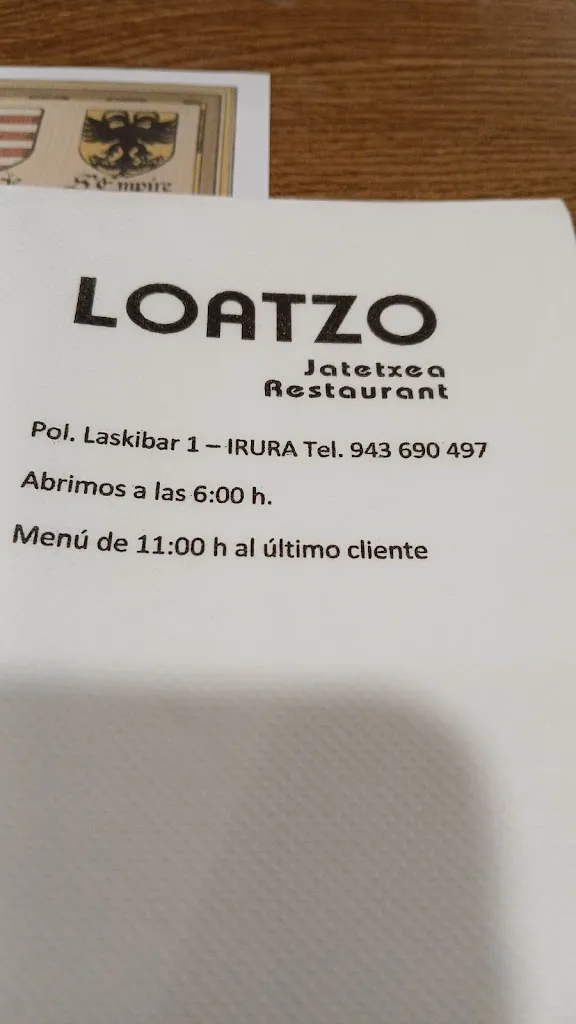 S'Empire
LOATZO
Jatetxea
Restaurant
Pol. Laskibar 1 – IRURA Tel. 943 690 497
Abrimos a las 6:00 h.
Menú de 11:00 h al último cliente